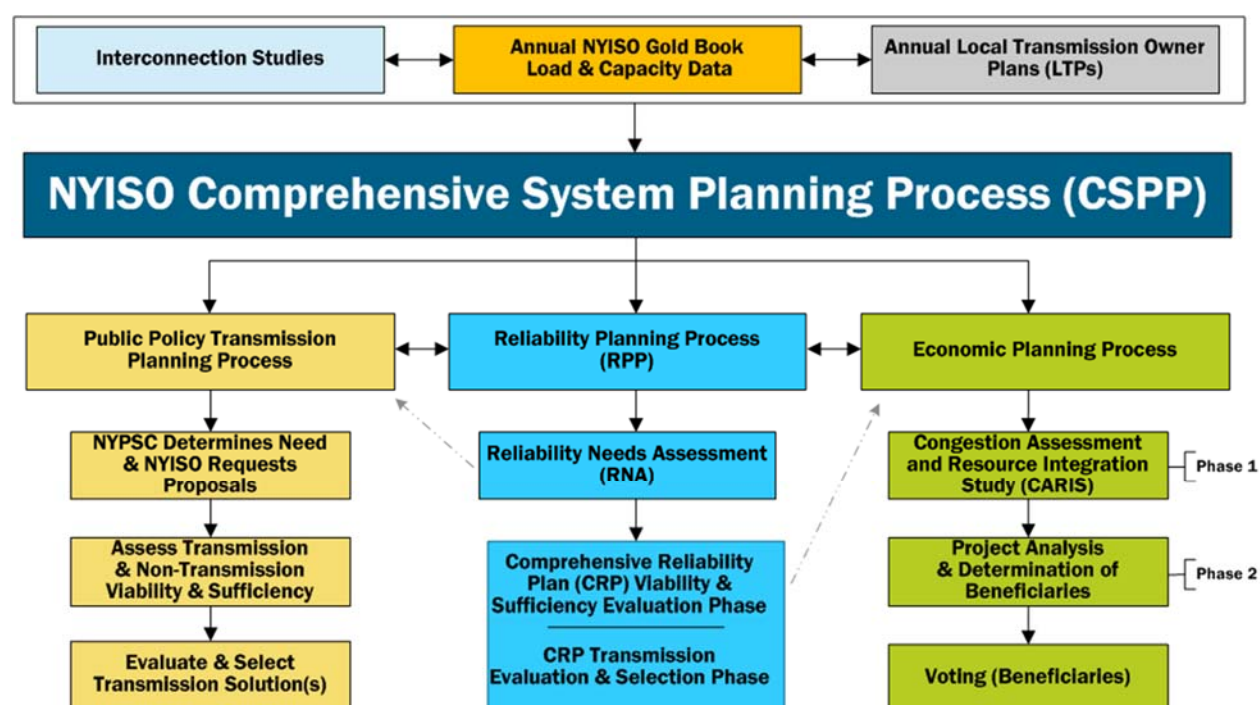 Interconnection Studies
Annual NYISO Gold Book
Load & Capacity Data
Annual Local Transmission Owner
Plans (LTPs)
NYISO Comprehensive System Planning Process (CSPP)
Public Policy Transmission
Planning Process
Reliability Planning Process
(RPP)
Economic Planning Process
NYPSC Determines Need
& NYISO Requests
Proposals
Reliability Needs Assessment
(RNA)
Congestion Assessment
and Resource Integration
Study (CARIS)
Phase 1
Assess Transmission
& Non-Transmission
Viability & Sufficiency
Comprehensive Reliability
Plan (CRP) Viability &
Sufficiency Evaluation Phase
Project Analysis
& Determination of
Beneficiaries
Phase 2
Evaluate & Select
Transmission Solution(s)
CRP Transmission
Evaluation & Selection Phase
Voting (Beneficiaries)